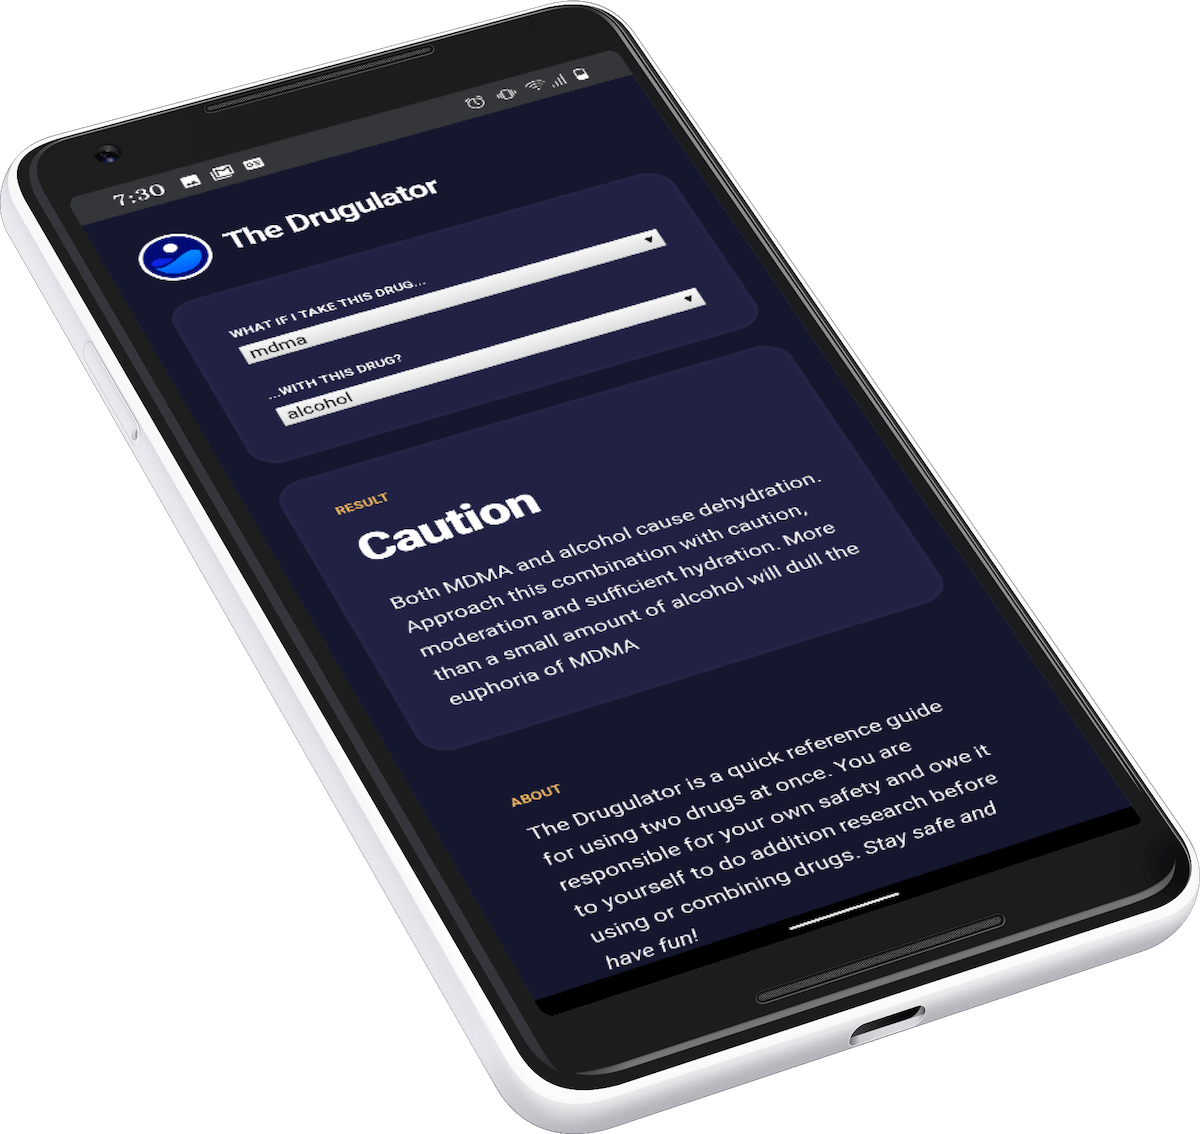 7:30
The Drugulator
WHAT IF I TAKE THIS DRUG...
mdma
...WITH THIS DRUG?
alcohol
RESULT
Caution
Both MDMA and alcohol cause dehydration.
Approach this combination with caution,
moderation and sufficient hydration. More
than a small amount of alcohol will dull the
euphoria of MDMA
ABOUT
The Drugulator is a quick reference guide
for using two drugs at once. You are
responsible for your own safety and owe it
to yourself to do addition research before
using or combining drugs. Stay safe and
have fun!